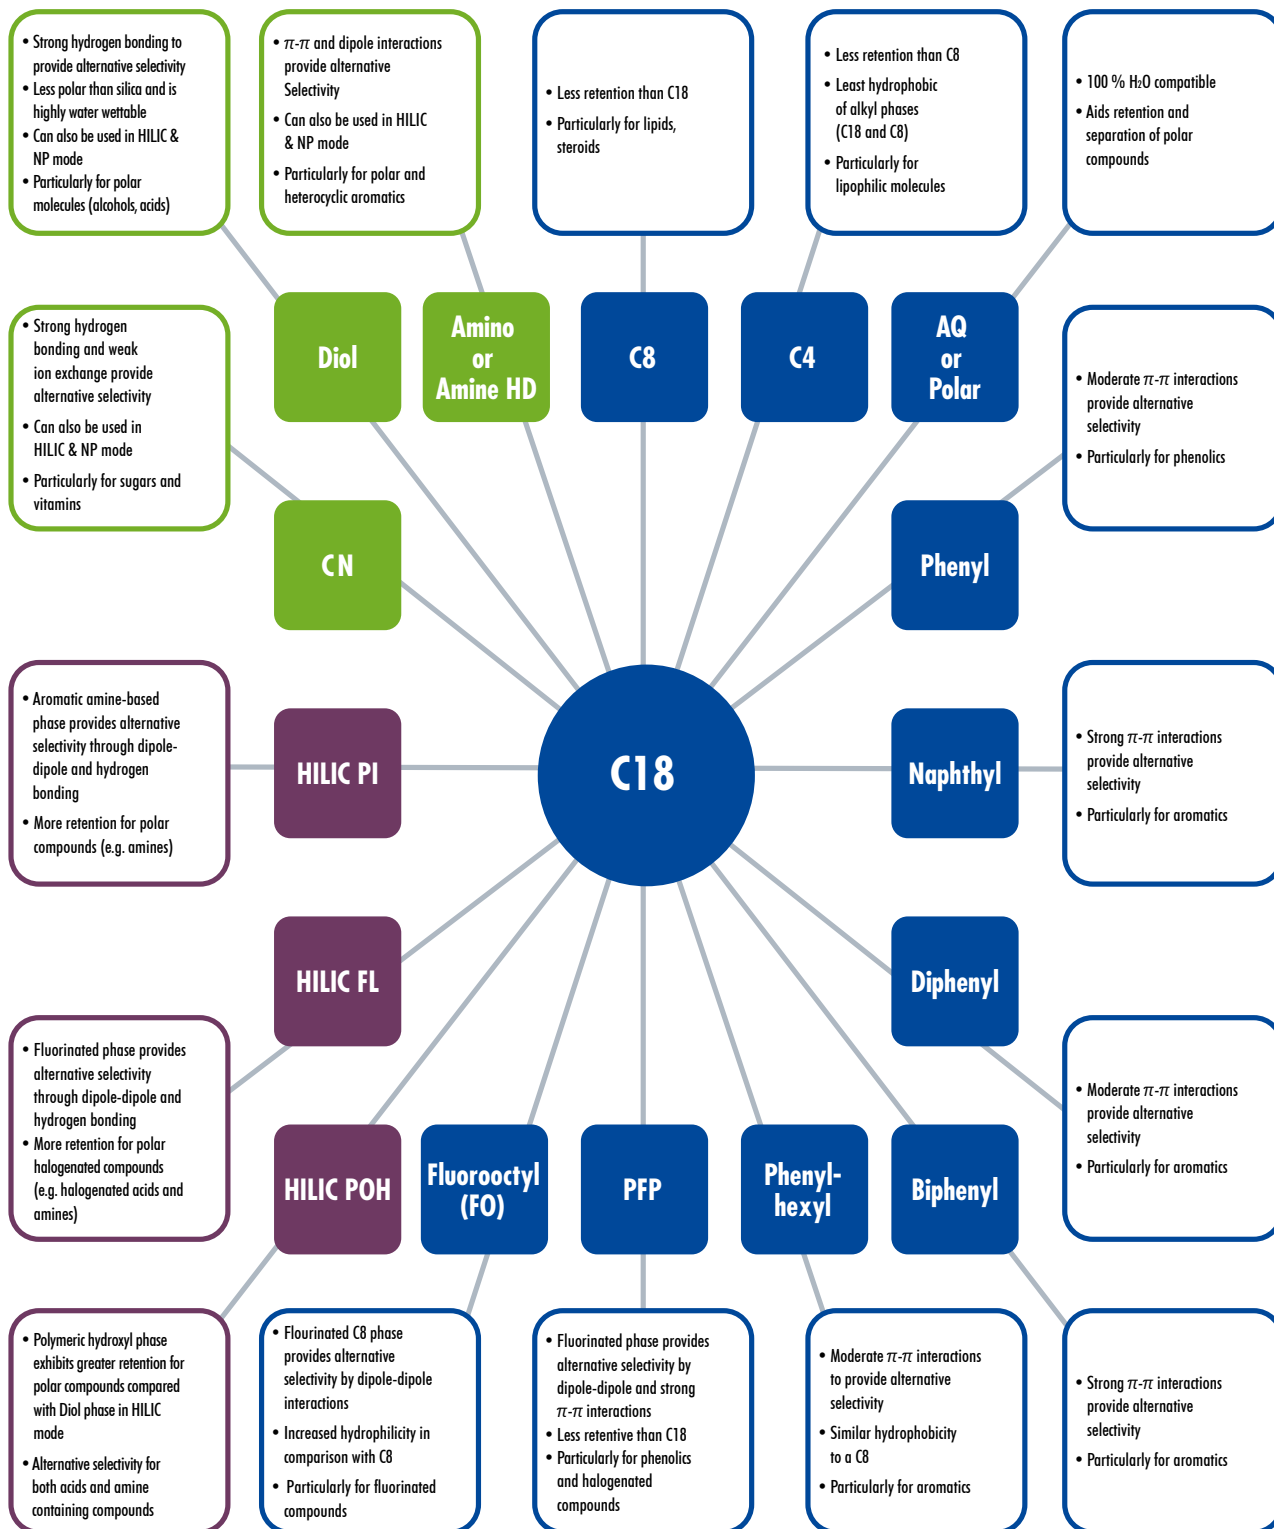 • Strong hydrogen bonding to
provide alternative selectivity
• Less polar than silica and is
highly water wettable
• Can also be used in HILIC &
NP mode
• Particularly for polar
molecules (alcohols, acids)
• π-π and dipole interactions
provide alternative
Selectivity
• Can also be used in HILIC
& NP mode
• Particularly for polar and
heterocyclic aromatics
• Less retention than C18
• Particularly for lipids,
steroids
• Less retention than C8
• Least hydrophobic
of alkyl phases
(C18 and C8)
• Particularly for
lipophilic molecules
• 100 % H2O compatible
• Aids retention and
separation of polar
compounds
Diol
Amino
or
Amine HD
C8
C4
AQ
or
Polar
• Strong hydrogen
bonding and weak
ion exchange provide
alternative selectivity
• Can also be used in
HILIC & NP mode
• Particularly for sugars and
vitamins
• Moderate π-π interactions
provide alternative
selectivity
• Particularly for phenolics
CN
Phenyl
• Aromatic amine-based
phase provides alternative
selectivity through dipole-
dipole and hydrogen
bonding
• More retention for polar
compounds (e.g. amines)
HILIC PI
C18
Naphthyl
• Strong π-π interactions
provide alternative
selectivity
• Particularly for aromatics
HILIC FL
Diphenyl
• Fluorinated phase provides
alternative selectivity
through dipole-dipole and
hydrogen bonding
• More retention for polar
halogenated compounds
(e.g. halogenated acids and
amines)
• Moderate π-π interactions
provide alternative
selectivity
• Particularly for aromatics
HILIC POH
Fluorooctyl
(FO)
PFP
Phenyl-
hexyl
Biphenyl
• Polymeric hydroxyl phase
exhibits greater retention for
polar compounds compared
with Diol phase in HILIC
mode
• Alternative selectivity for
both acids and amine
containing compounds
• Flourinated C8 phase
provides alternative
selectivity by dipole-dipole
interactions
• Increased hydrophilicity in
comparison with C8
• Particularly for fluorinated
compounds
• Fluorinated phase provides
alternative selectivity by
dipole-dipole and strong
π-π interactions
• Less retentive than C18
• Particularly for phenolics
and halogenated
compounds
• Moderate π-π interactions
to provide alternative
selectivity
• Similar hydrophobicity
to a C8
• Particularly for aromatics
• Strong π-π interactions
provide alternative
selectivity
• Particularly for aromatics